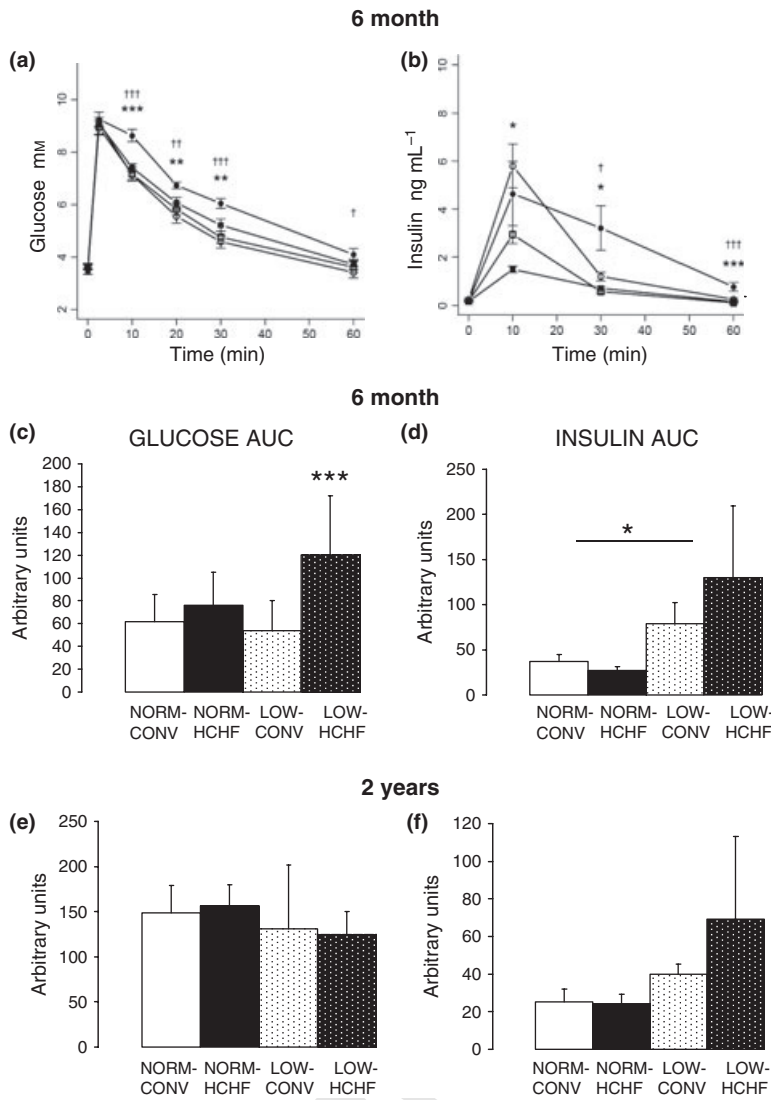 6 month
(a)
Glucose mM
10
8
6
4
2
†††
***
††
**
†††
**
†
0 10 20 30 40 50 60
Time (min)
(b)
Insulin ng mL−1
10
8
6
4
2
0
*
†
*
†††
***
0 10 20 30 40 50 60
Time (min)
6 month
(c)
GLUCOSE AUC
Arbitrary units
200
180
160
140
120
100
80
60
40
20
0
***
NORM- NORM- LOW- LOW-
CONV HCHF CONV HCHF
(d)
INSULIN AUC
Arbitrary units
250
200
150
100
50
0
*
NORM- NORM- LOW- LOW-
CONV HCHF CONV HCHF
2 years
(e)
Arbitrary units
250
200
150
100
50
0
NORM- NORM- LOW- LOW-
CONV HCHF CONV HCHF
(f)
Arbitrary units
120
100
80
60
40
20
0
NORM- NORM- LOW- LOW-
CONV HCHF CONV HCHF